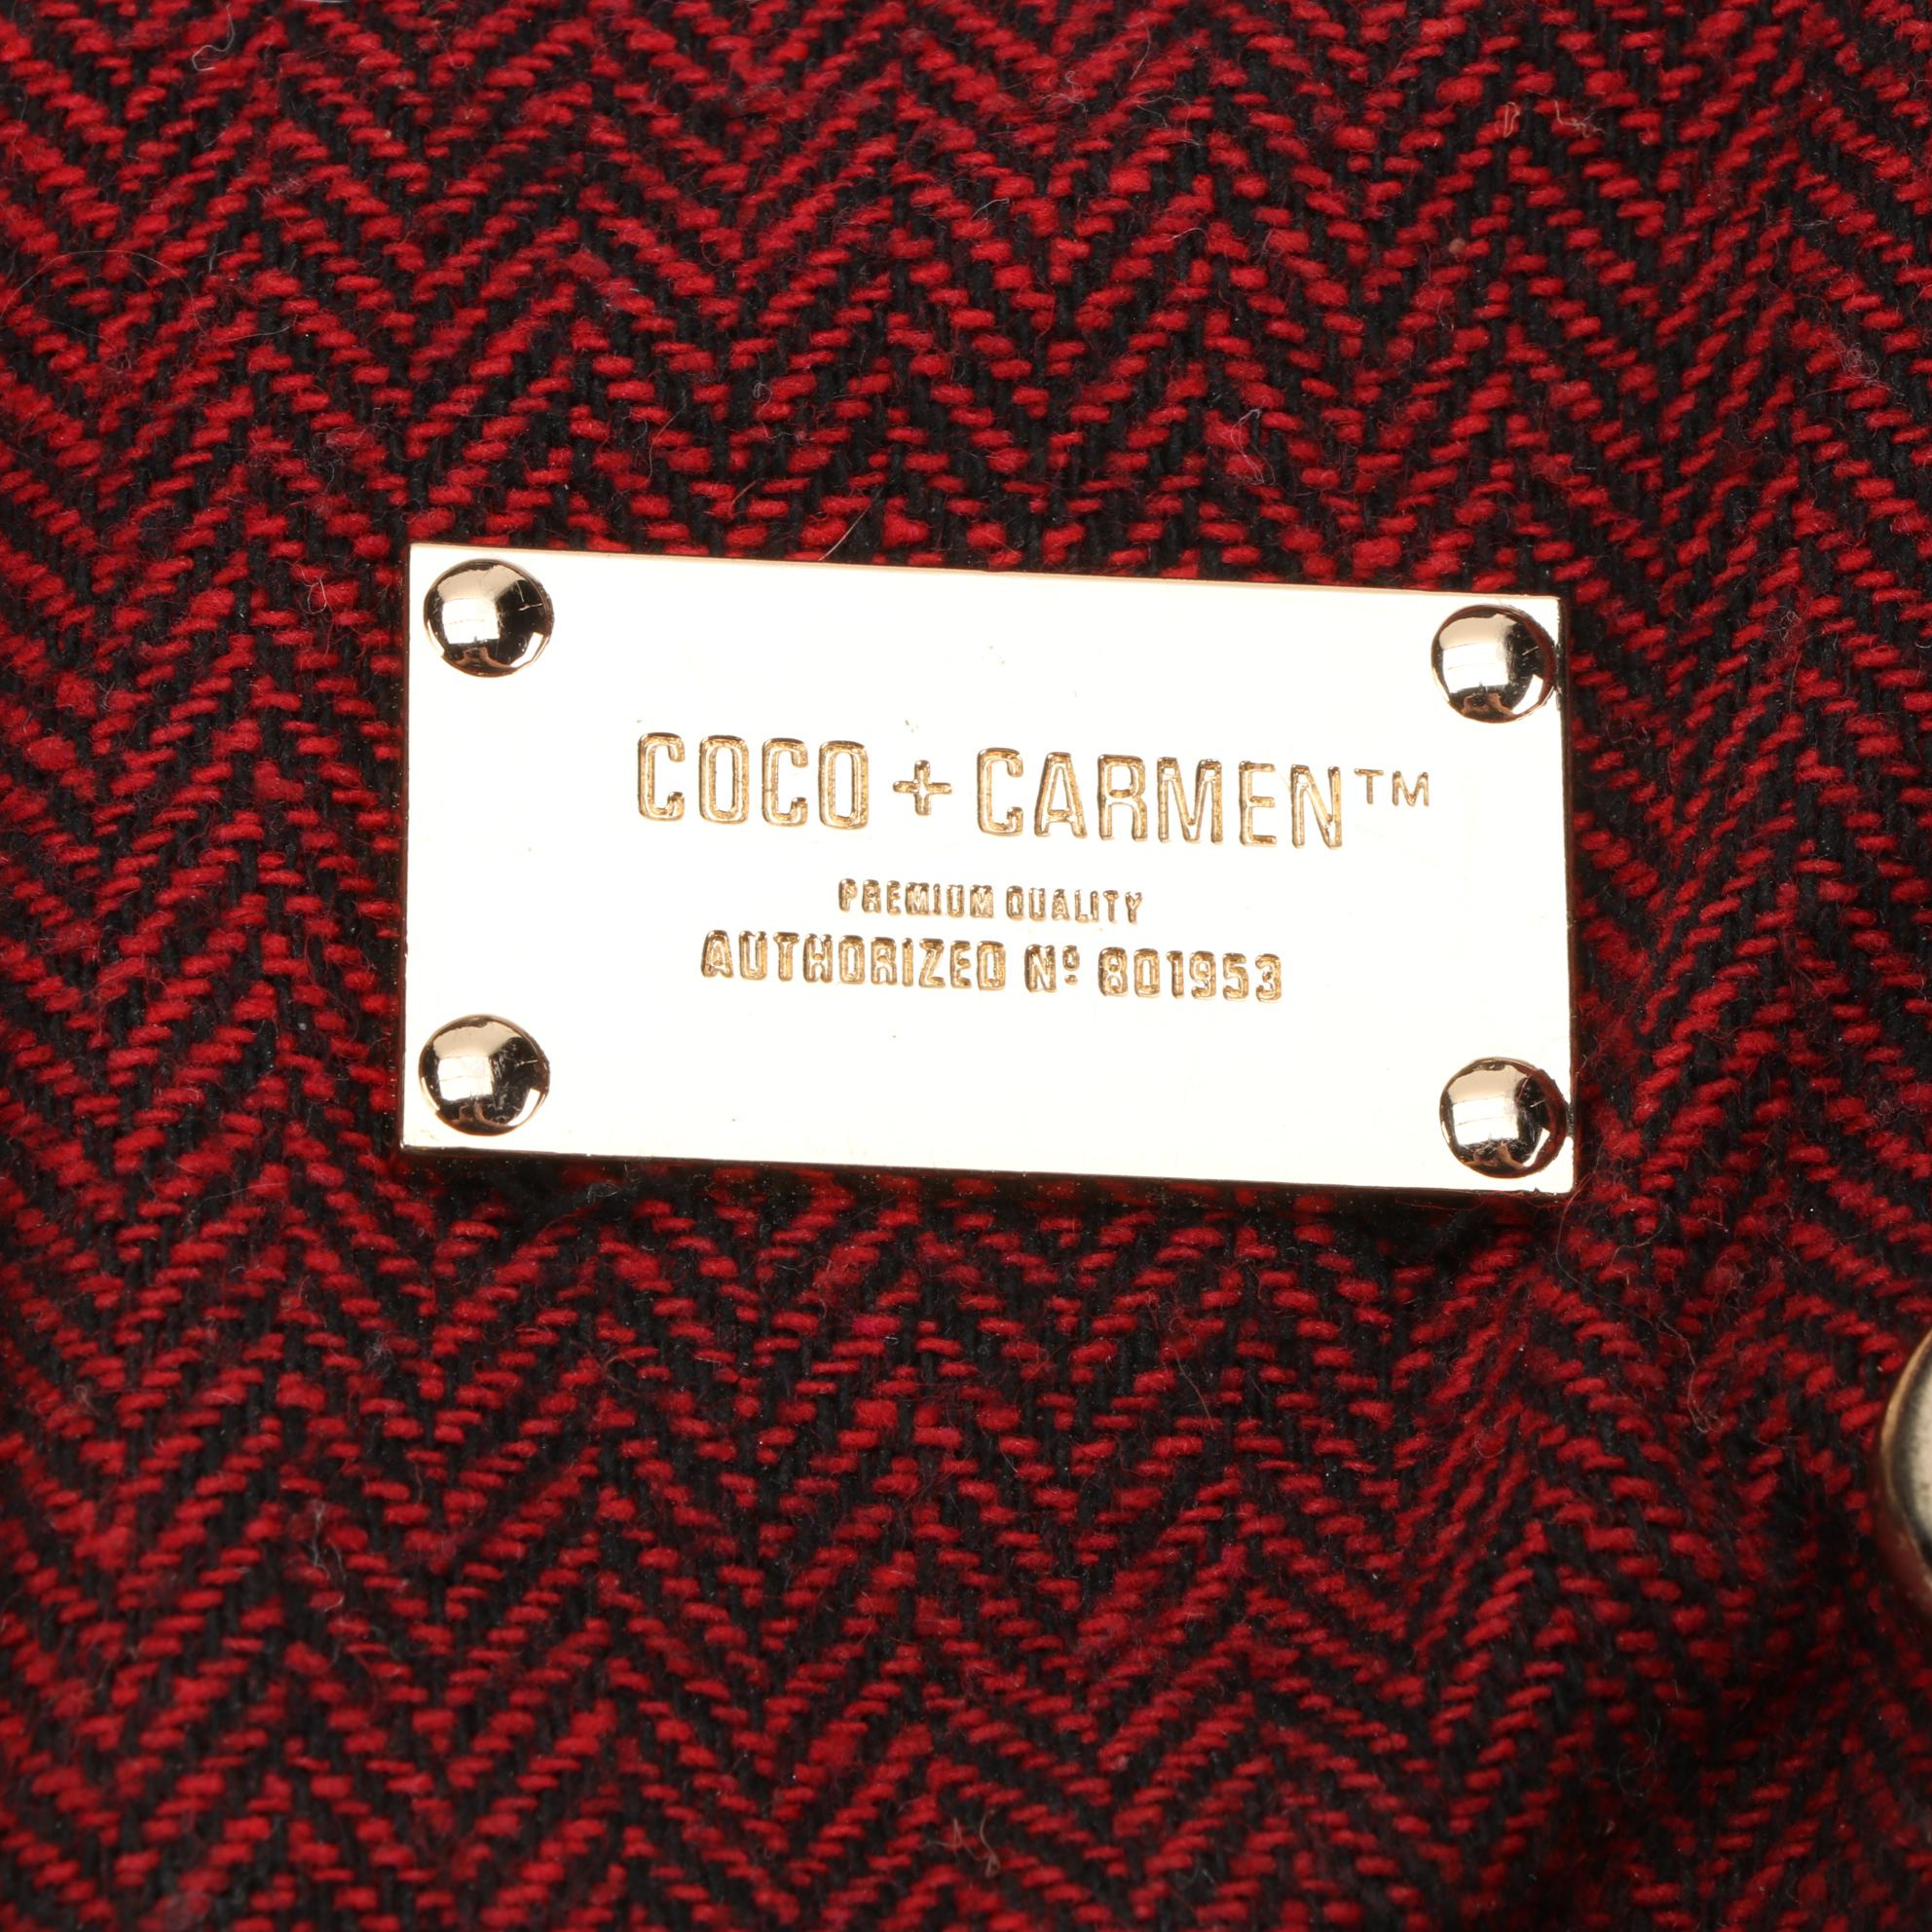 COCO + CARMEN™
PREMIUM QUALITY
AUTHORIZED Nº 801953